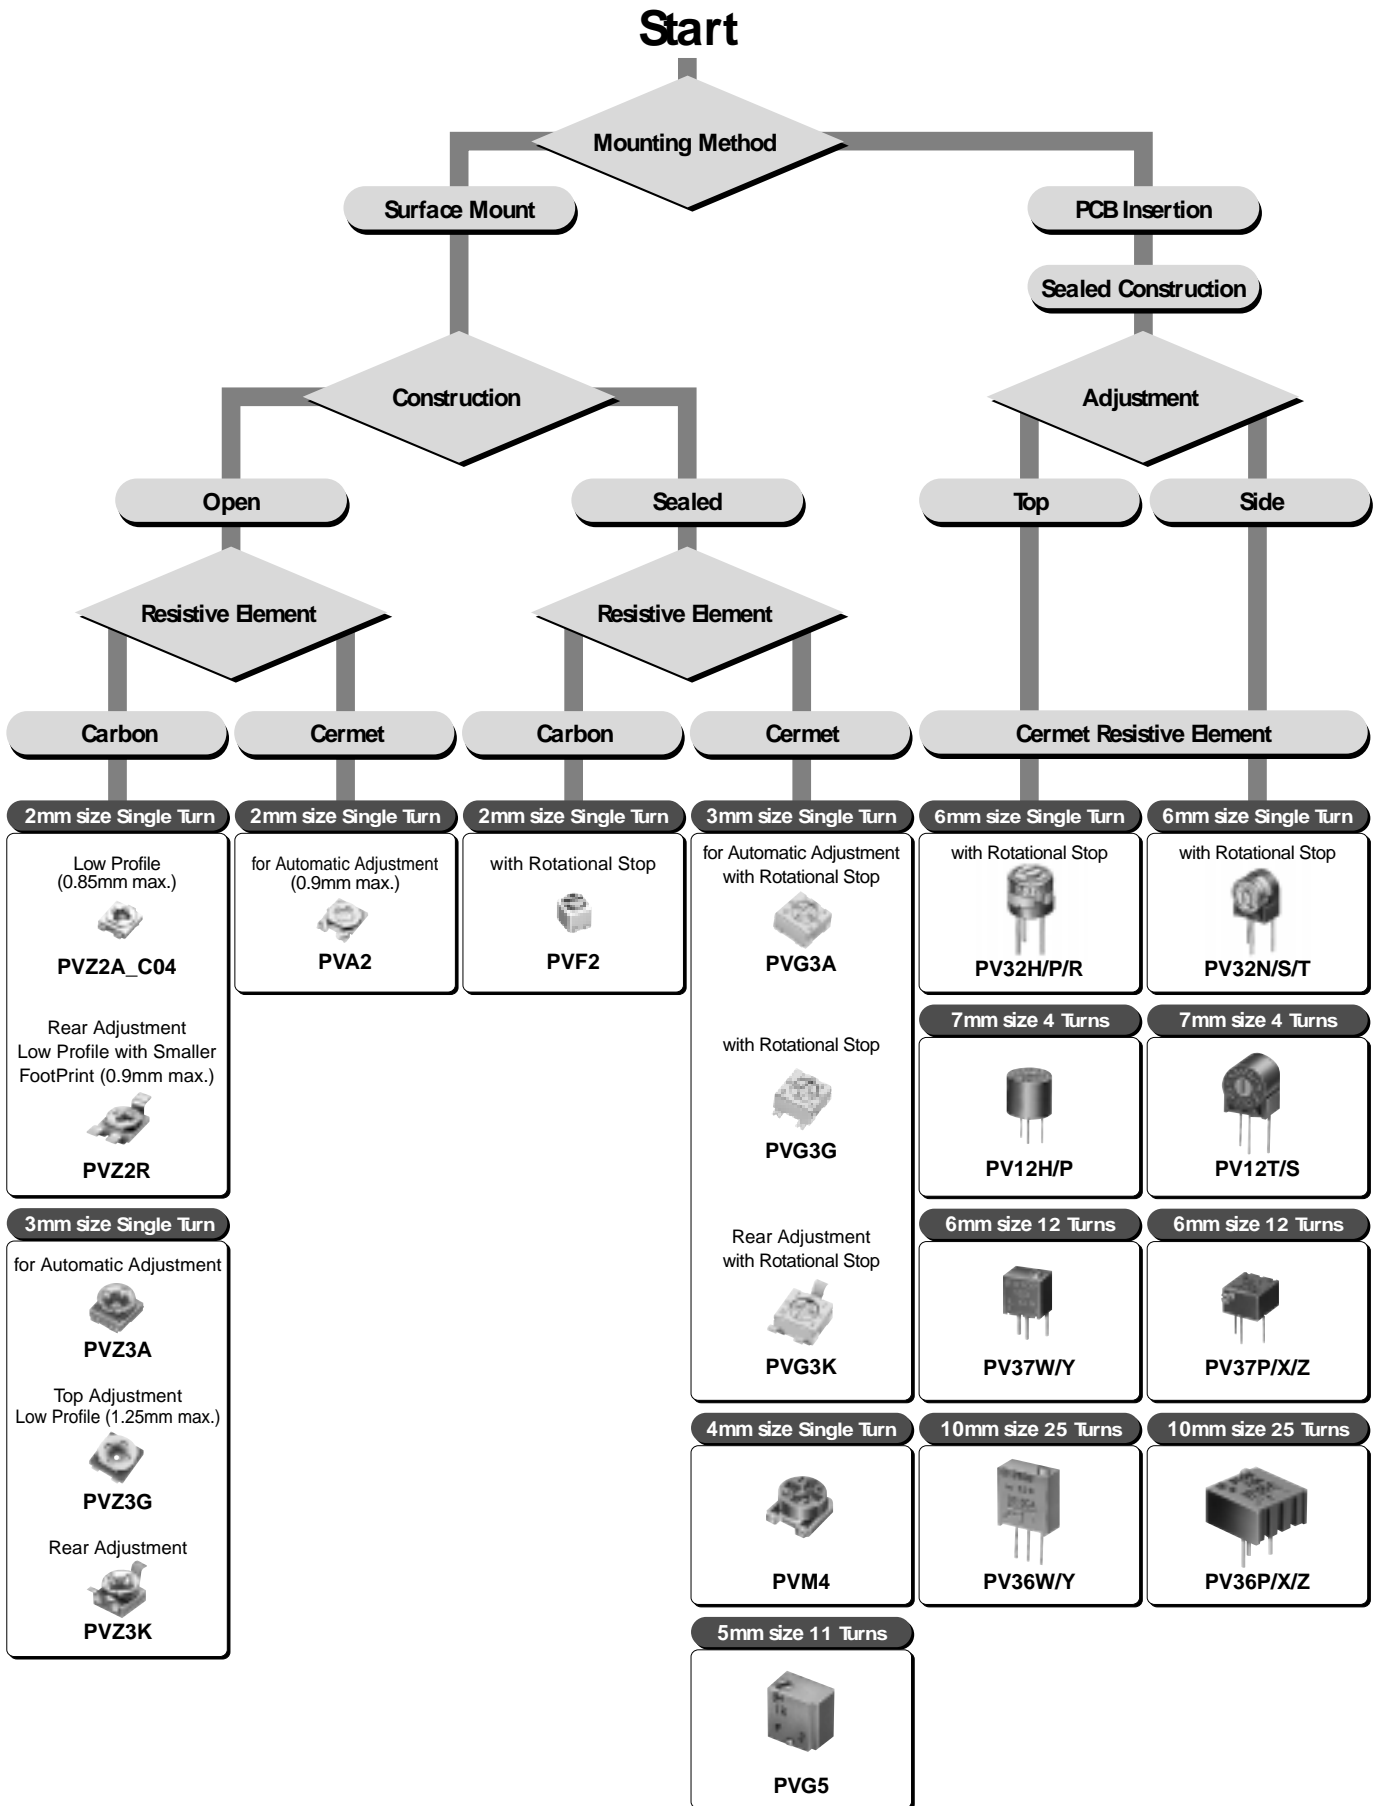 Start
Mounting Method
Surface Mount
PCB Insertion
Sealed Construction
Construction
Adjustment
Open
Sealed
Top
Side
Resistive Element
Resistive Element
Carbon
Cermet
Carbon
Cermet
Cermet Resistive Element
2mm size Single Turn
Low Profile
(0.85mm max.)
PVZ2A_C04
Rear Adjustment
Low Profile with Smaller
FootPrint (0.9mm max.)
PVZ2R
3mm size Single Turn
for Automatic Adjustment
PVZ3A
Top Adjustment
Low Profile (1.25mm max.)
PVZ3G
Rear Adjustment
PVZ3K
2mm size Single Turn
for Automatic Adjustment
(0.9mm max.)
PVA2
2mm size Single Turn
with Rotational Stop
PVF2
3mm size Single Turn
for Automatic Adjustment
with Rotational Stop
PVG3A
with Rotational Stop
PVG3G
Rear Adjustment
with Rotational Stop
PVG3K
4mm size Single Turn
PVM4
5mm size 11 Turns
PVG5
6mm size Single Turn
with Rotational Stop
PV32H/P/R
7mm size 4 Turns
PV12H/P
6mm size 12 Turns
PV37W/Y
10mm size 25 Turns
PV36W/Y
6mm size Single Turn
with Rotational Stop
PV32N/S/T
7mm size 4 Turns
PV12T/S
6mm size 12 Turns
PV37P/X/Z
10mm size 25 Turns
PV36P/X/Z